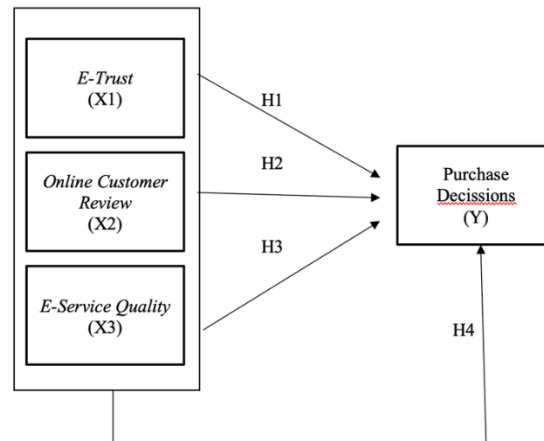 E-Trust
(X1)
H1
H2
Online Customer
Review
(X2)
Purchase
Decissions
(Y)
H3
E-Service Quality
(X3)
H4